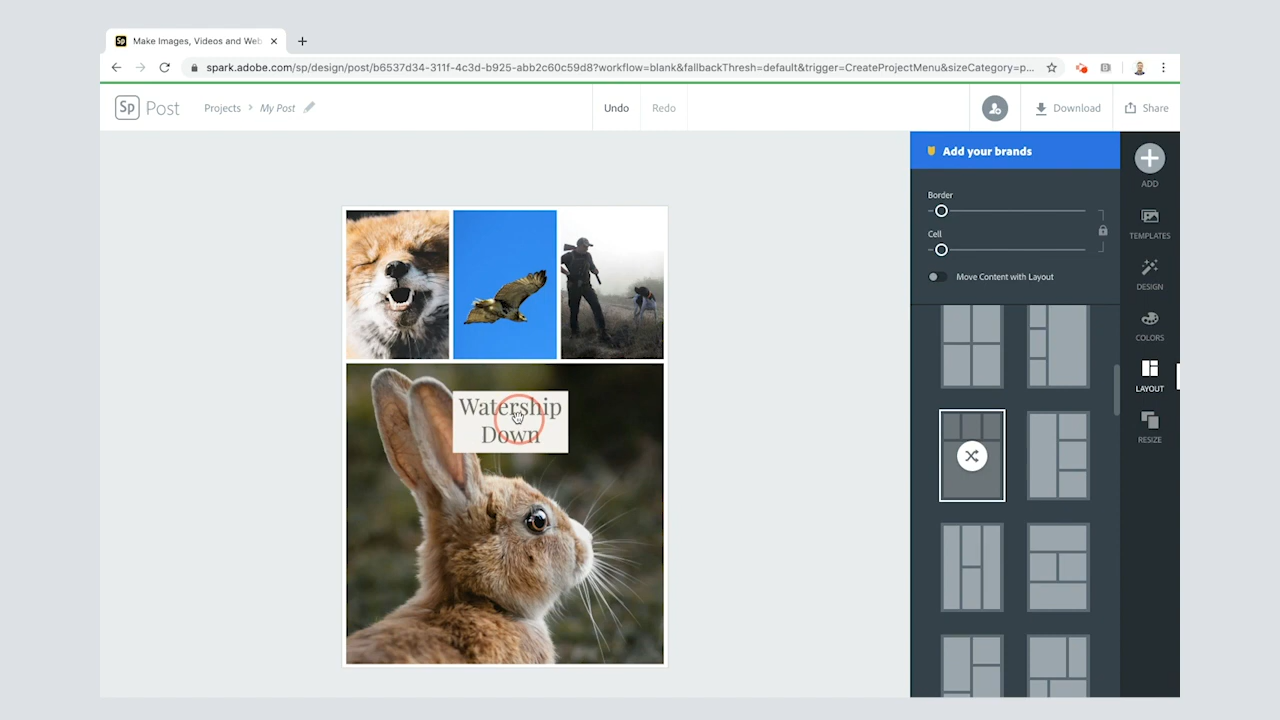 Sp Make Images, Videos and Web
spark.adobe.com/sp/design/post/b6537d34-311f-4c3d-b925-abb2c60c59d8?workflow=blank&fallbackThresh=default&trigger=CreateProjectMenu&sizeCategory=p...
Sp Post Projects > My Post Undo Redo Download Share
Add your brands
Border
Cell
Move Content with Layout
ADD
TEMPLATES
DESIGN
COLORS
LAYOUT
RESIZE
Watership
Down